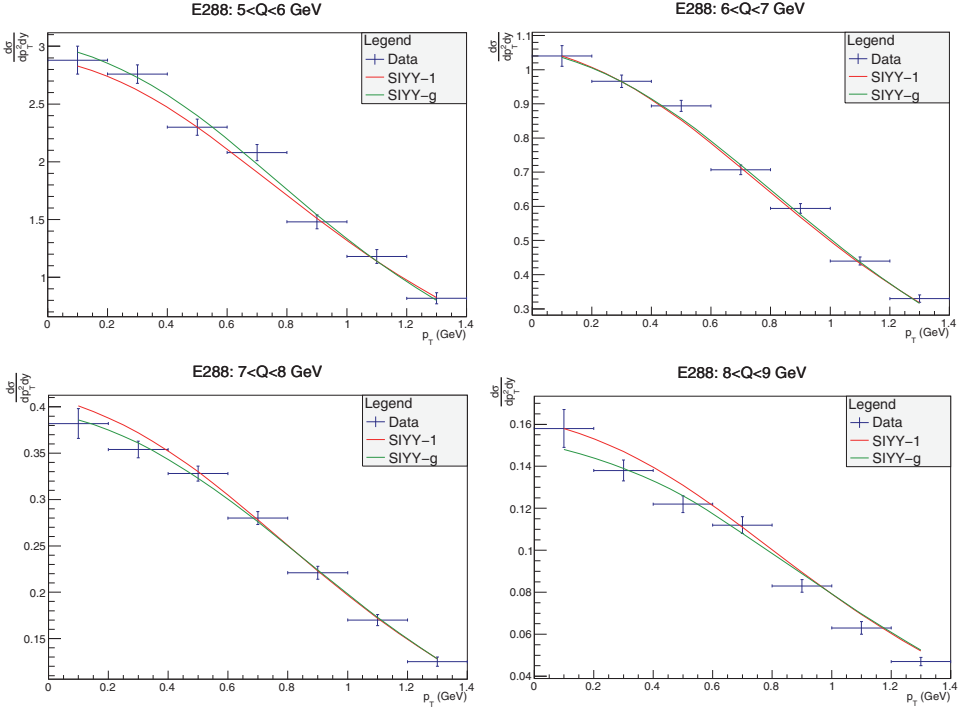 E288: 5<Q<6 GeV
dσ
dp²_T dy
Legend
Data
SIYY−1
SIYY−g
3
2.5
2
1.5
1
0 0.2 0.4 0.6 0.8 1 1.2 1.4
p_T (GeV)
E288: 6<Q<7 GeV
dσ
dp²_T dy
Legend
Data
SIYY−1
SIYY−g
1.1
1
0.9
0.8
0.7
0.6
0.5
0.4
0.3
0 0.2 0.4 0.6 0.8 1 1.2 1.4
p_T (GeV)
E288: 7<Q<8 GeV
dσ
dp²_T dy
Legend
Data
SIYY−1
SIYY−g
0.4
0.35
0.3
0.25
0.2
0.15
0 0.2 0.4 0.6 0.8 1 1.2 1.4
p_T (GeV)
E288: 8<Q<9 GeV
dσ
dp²_T dy
Legend
Data
SIYY−1
SIYY−g
0.16
0.14
0.12
0.1
0.08
0.06
0.04
0 0.2 0.4 0.6 0.8 1 1.2 1.4
p_T (GeV)